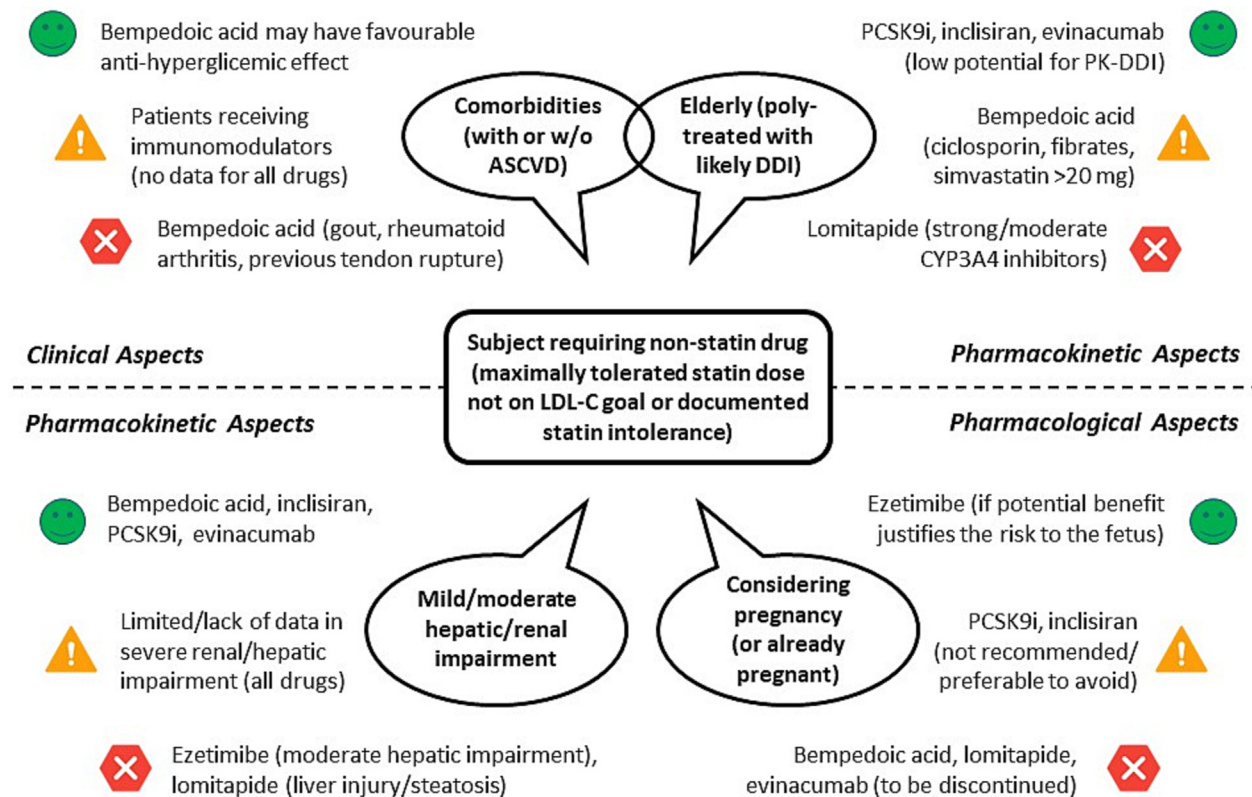 Bempedoic acid may have favourable
anti-hyperglicemic effect
Patients receiving
immunomodulators
(no data for all drugs)
Bempedoic acid (gout, rheumatoid
arthritis, previous tendon rupture)
Comorbidities
(with or w/o
ASCVD)
Elderly (poly-
treated with
likely DDI)
PCSK9i, inclisiran, evinacumab
(low potential for PK-DDI)
Bempedoic acid
(ciclosporin, fibrates,
simvastatin >20 mg)
Lomitapide (strong/moderate
CYP3A4 inhibitors)
Clinical Aspects
Pharmacokinetic Aspects
Subject requiring non-statin drug
(maximally tolerated statin dose
not on LDL-C goal or documented
statin intolerance)
Pharmacokinetic Aspects
Pharmacological Aspects
Bempedoic acid, inclisiran,
PCSK9i, evinacumab
Limited/lack of data in
severe renal/hepatic
impairment (all drugs)
Ezetimibe (moderate hepatic impairment),
lomitapide (liver injury/steatosis)
Mild/moderate
hepatic/renal
impairment
Considering
pregnancy
(or already
pregnant)
Ezetimibe (if potential benefit
justifies the risk to the fetus)
PCSK9i, inclisiran
(not recommended/
preferable to avoid)
Bempedoic acid, lomitapide,
evinacumab (to be discontinued)